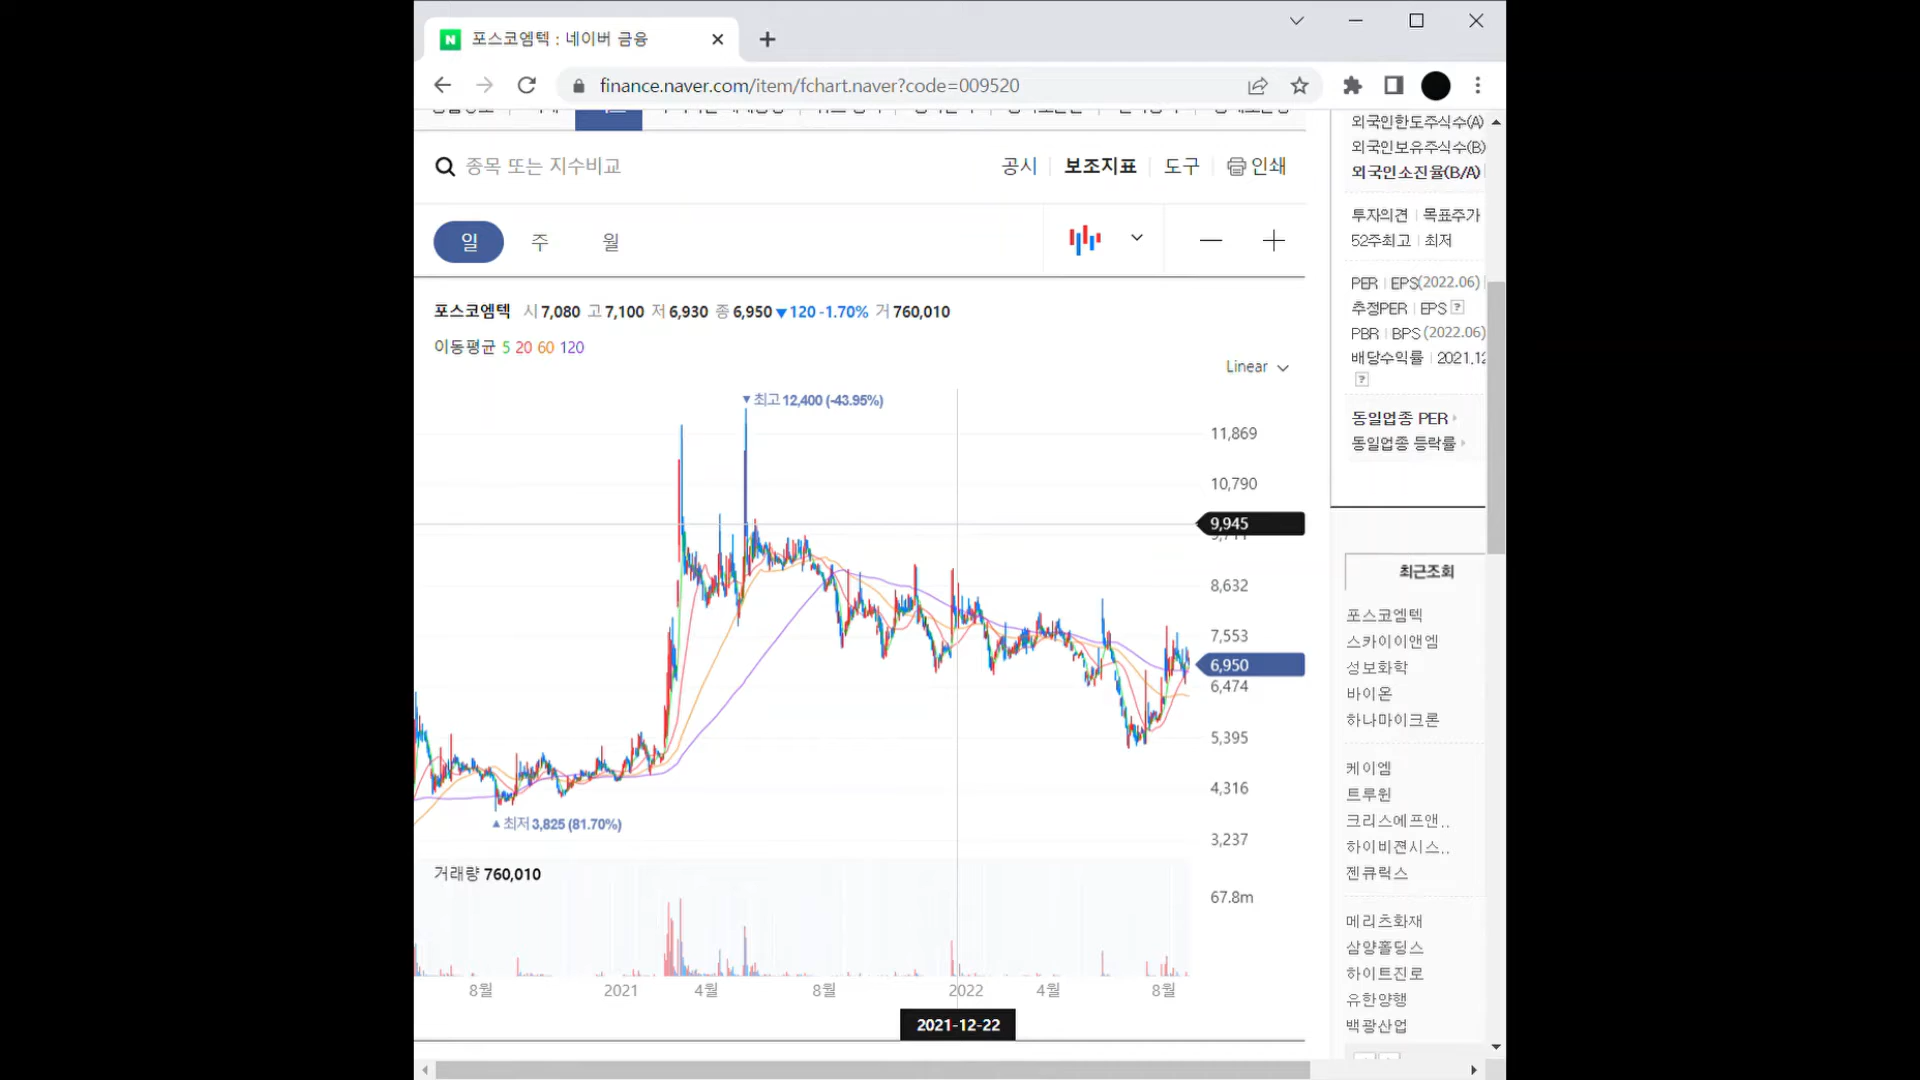 포스코엠텍 : 네이버 금융
finance.naver.com/item/fchart.naver?code=009520
종목 또는 지수비교
공시 보조지표 도구 인쇄
일 주 월
포스코엠텍 시 7,080 고 7,100 저 6,930 종 6,950 ▼120 -1.70% 거 760,010
이동평균 5 20 60 120
Linear
▼최고 12,400 (-43.95%)
11,869
10,790
9,945
8,632
7,553
6,950
6,474
5,395
4,316
▲최저 3,825 (81.70%)
3,237
거래량 760,010
67.8m
8월 2021 4월 8월 2022 4월 8월
2021-12-22
외국인한도주식수(A)
외국인보유주식수(B)
외국인소진율(B/A)
투자의견 | 목표주가
52주최고 | 최저
PER | EPS(2022.06)
추정PER | EPS ?
PBR | BPS (2022.06)
배당수익률 | 2021.12
?
동일업종 PER
동일업종 등락률
최근조회
포스코엠텍
스카이이앤엠
성보화학
바이온
하나마이크론
케이엠
트루윈
크리스에프앤..
하이비젼시스..
젠큐릭스
메리츠화재
삼양홀딩스
하이트진로
유한양행
백광산업